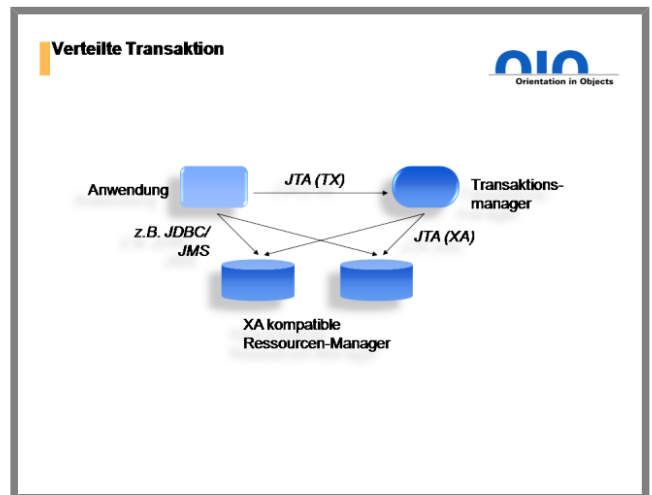 Verteilte Transaktion
Orientation in Objects
JTA (TX)
Anwendung
Transaktions-
manager
z.B. JDBC/
JMS
JTA (XA)
XA kompatible
Ressourcen-Manager